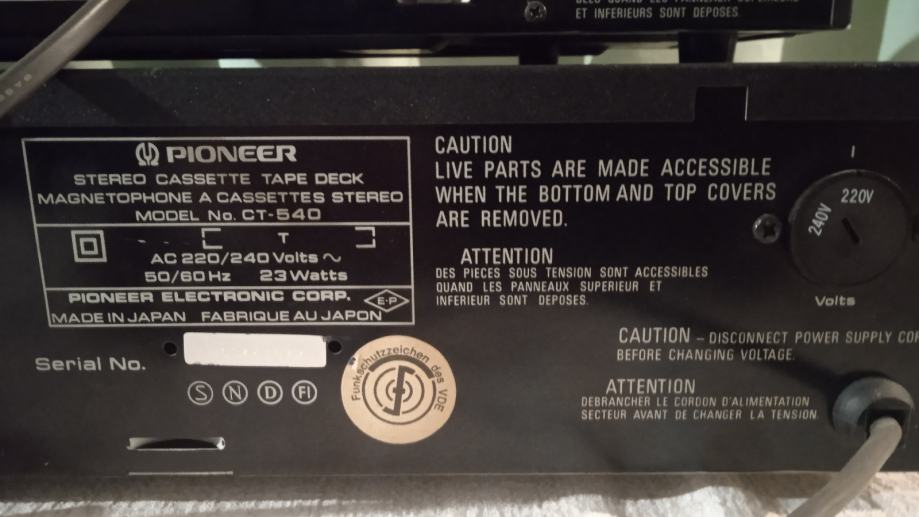 ET INFERIEURS SONT DEPOSES.
PIONEER
STEREO CASSETTE TAPE DECK
MAGNETOPHONE A CASSETTES STEREO
MODEL No. CT-540
T
AC 220/240 Volts ~
50/60 Hz 23 Watts
PIONEER ELECTRONIC CORP.
E-P
MADE IN JAPAN FABRIQUE AU JAPON
Serial No.
S N D FI
Funkschutzzeichen des VDE
CAUTION
LIVE PARTS ARE MADE ACCESSIBLE
WHEN THE BOTTOM AND TOP COVERS
ARE REMOVED.
ATTENTION
DES PIECES SOUS TENSION SONT ACCESSIBLES
QUAND LES PANNEAUX SUPERIEUR ET
INFERIEUR SONT DEPOSES.
240V 220V
Volts
CAUTION – DISCONNECT POWER SUPPLY COR
BEFORE CHANGING VOLTAGE.
ATTENTION
DEBRANCHER LE CORDON D'ALIMENTATION
SECTEUR AVANT DE CHANGER LA TENSION.